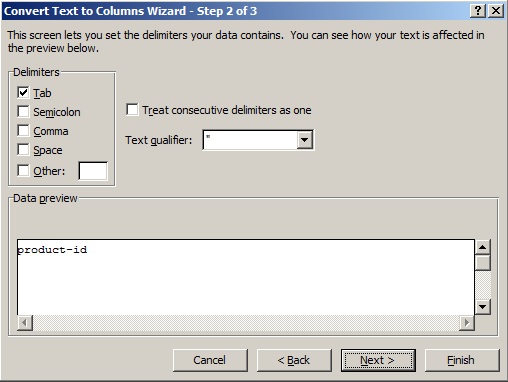 Convert Text to Columns Wizard - Step 2 of 3
This screen lets you set the delimiters your data contains. You can see how your text is affected in
the preview below.
Delimiters
Tab
Semicolon
Comma
Space
Other:
Treat consecutive delimiters as one
Text qualifier: "
Data preview
product-id
Cancel
< Back
Next >
Finish